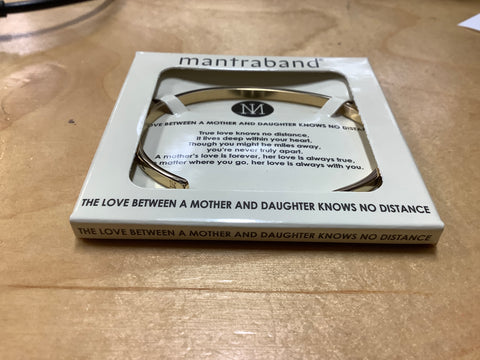 mantraband®
M
LOVE BETWEEN A MOTHER AND DAUGHTER KNOWS NO DISTAN
True love knows no distance,
It lives deep within your heart.
Though you might be miles away,
you're never truly apart.
A mother's love is forever, her love is always true,
matter where you go, her love is always with you.
THE LOVE BETWEEN A MOTHER AND DAUGHTER KNOWS NO DISTANCE
THE LOVE BETWEEN A MOTHER AND DAUGHTER KNOWS NO DISTANCE